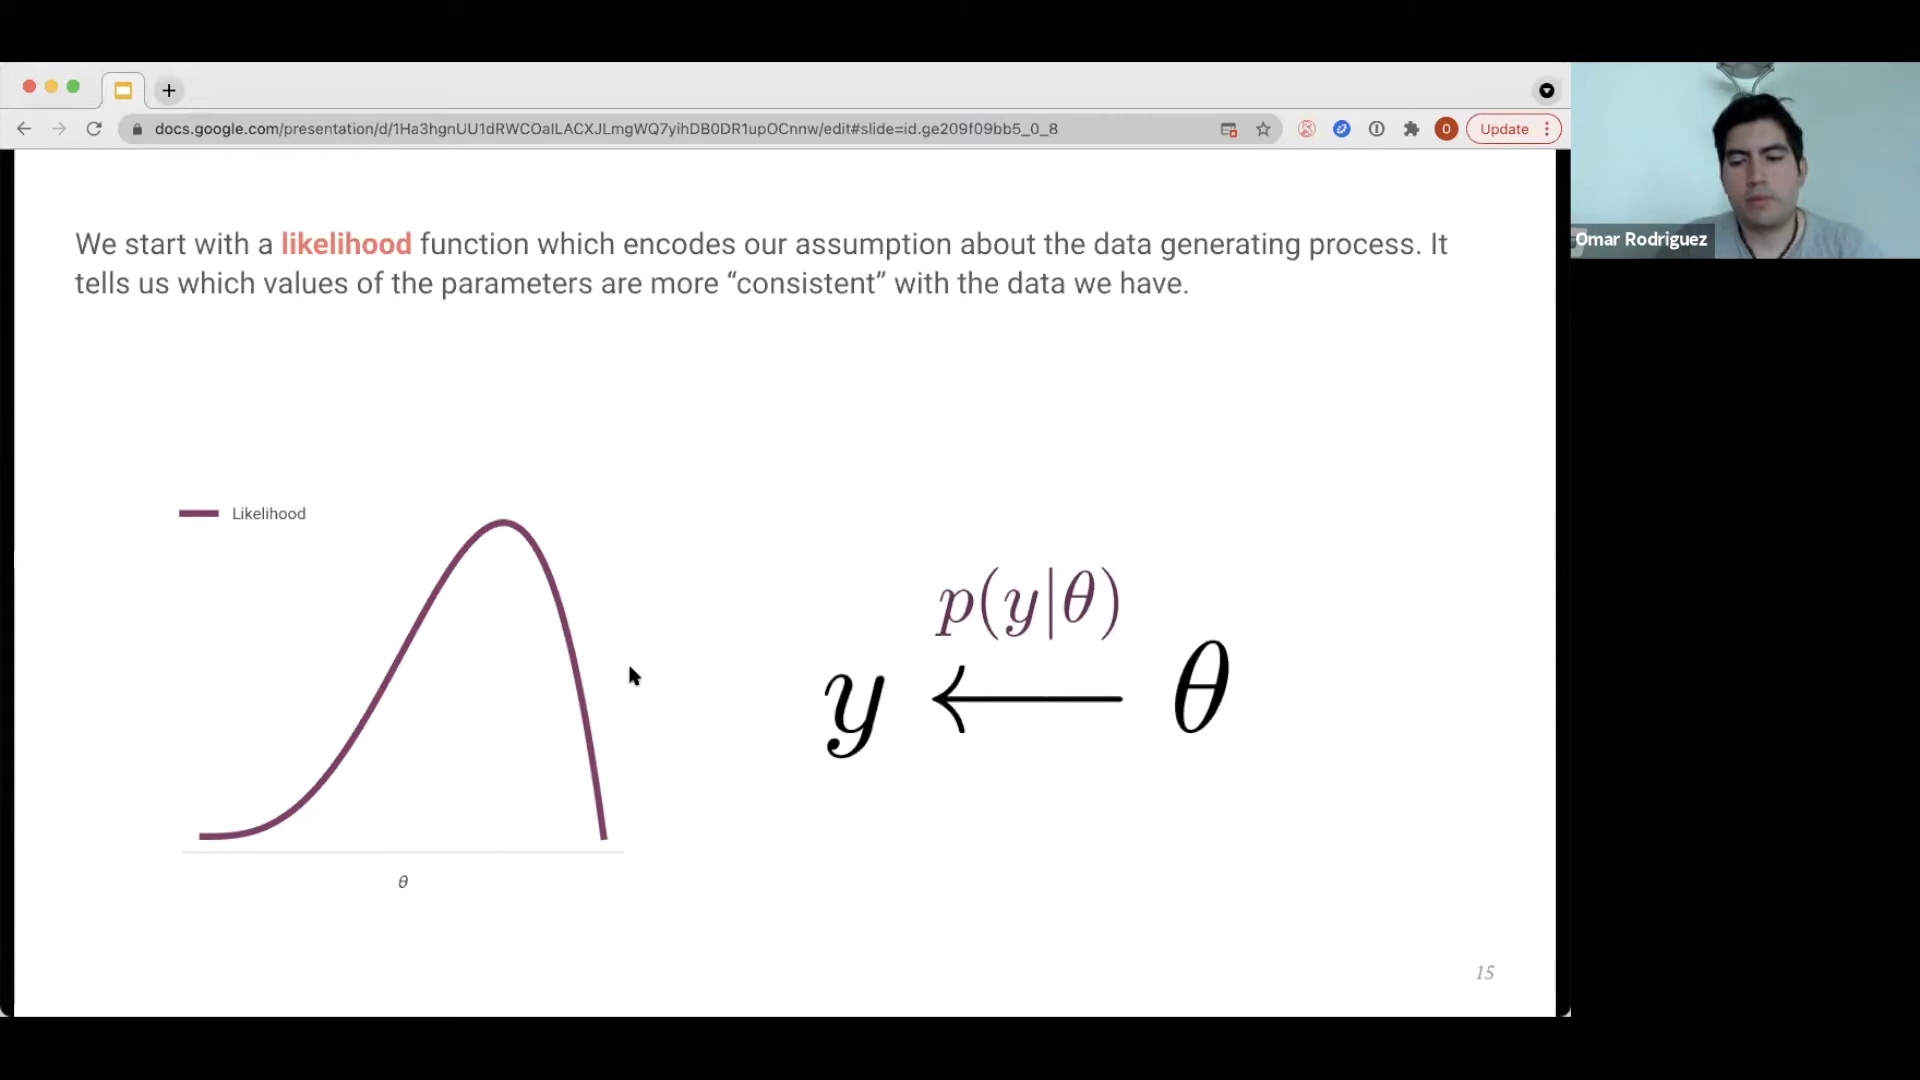 docs.google.com/presentation/d/1Ha3hgnUU1dRWCOalLACXJLmgWQ7yihDB0DR1upOCnnw/edit#slide=id.ge209f09bb5_0_8
O
Update
Omar Rodriguez
We start with a likelihood function which encodes our assumption about the data generating process. It
tells us which values of the parameters are more “consistent” with the data we have.
Likelihood
p(y|θ)
y ← θ
θ
15